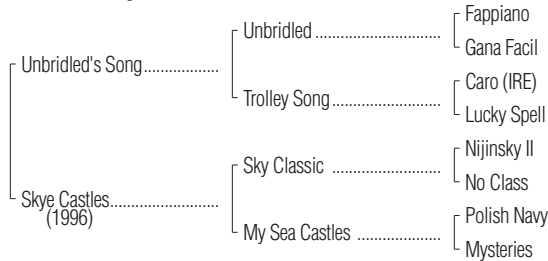 Fappiano
Unbridled ..................
Gana Facil
Unbridled's Song..................
Caro (IRE)
Trolley Song ..................
Lucky Spell
Nijinsky II
Sky Classic ..................
No Class
Skye Castles..................
(1996)
Polish Navy
My Sea Castles ..................
Mysteries